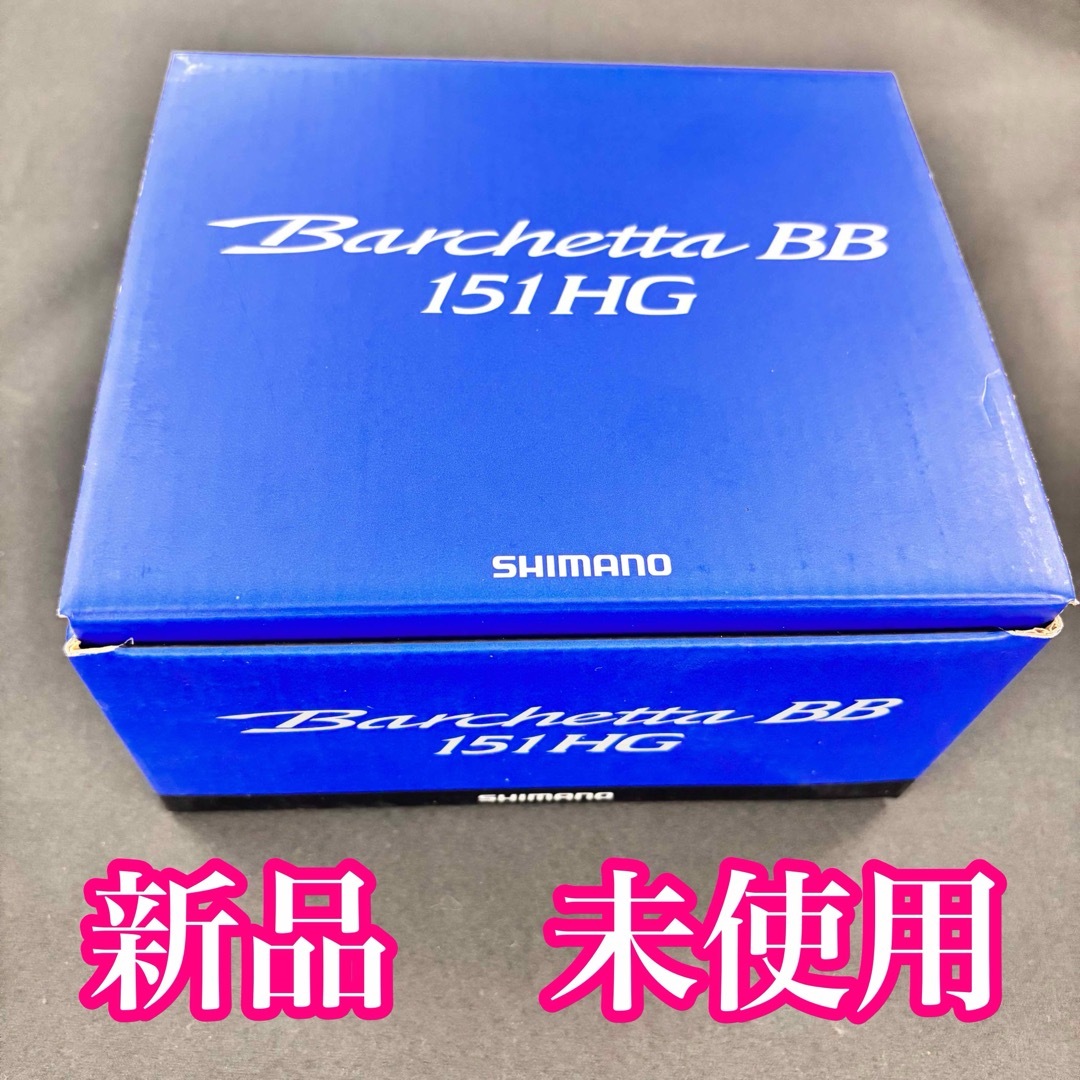 Barchetta BB
151HG
SHIMANO
Barchetta BB
151HG
SHIMANO
新品 未使用